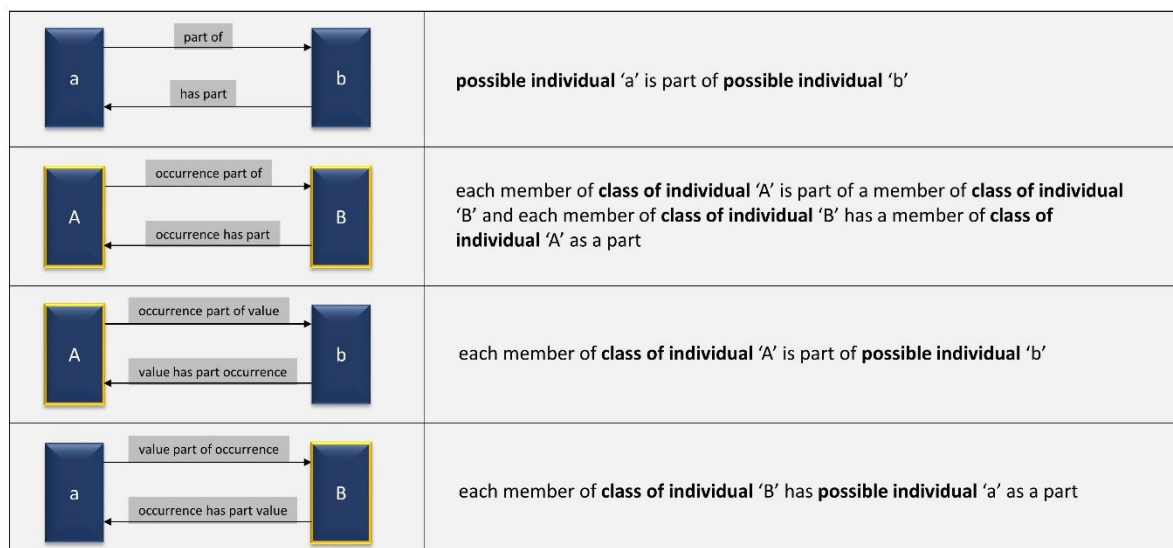 part of
a
b
has part
possible individual ‘a’ is part of possible individual ‘b’
occurrence part of
A
B
occurrence has part
each member of class of individual ‘A’ is part of a member of class of individual
‘B’ and each member of class of individual ‘B’ has a member of class of
individual ‘A’ as a part
occurrence part of value
A
b
value has part occurrence
each member of class of individual ‘A’ is part of possible individual ‘b’
value part of occurrence
a
B
occurrence has part value
each member of class of individual ‘B’ has possible individual ‘a’ as a part